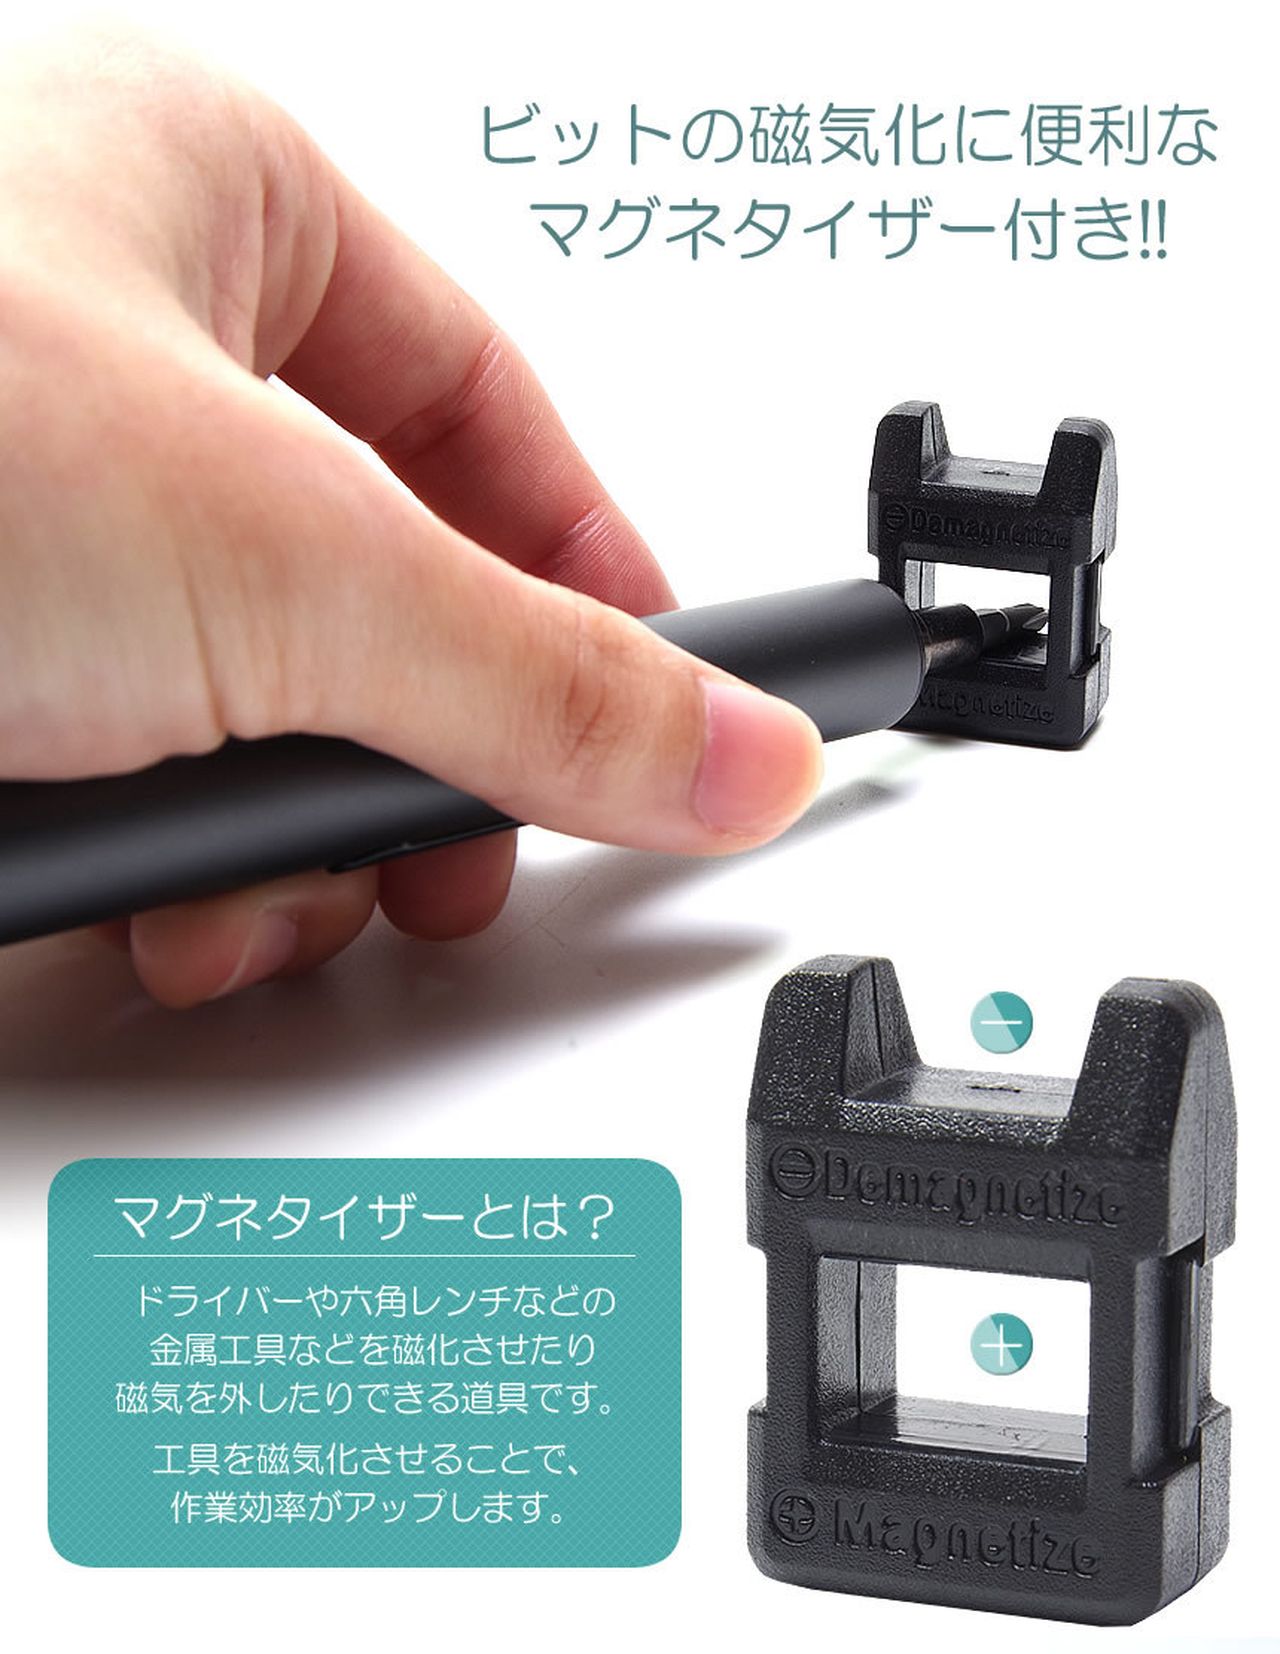 ビットの磁気化に便利な
マグネタイザー付き!!
⊖Demagnetize
Magnetize
マグネタイザーとは？
ドライバーや六角レンチなどの
金属工具などを磁化させたり
磁気を外したりできる道具です。
工具を磁気化させることで、
作業効率がアップします。
−
⊖Demagnetize
＋
⊕ Magnetize